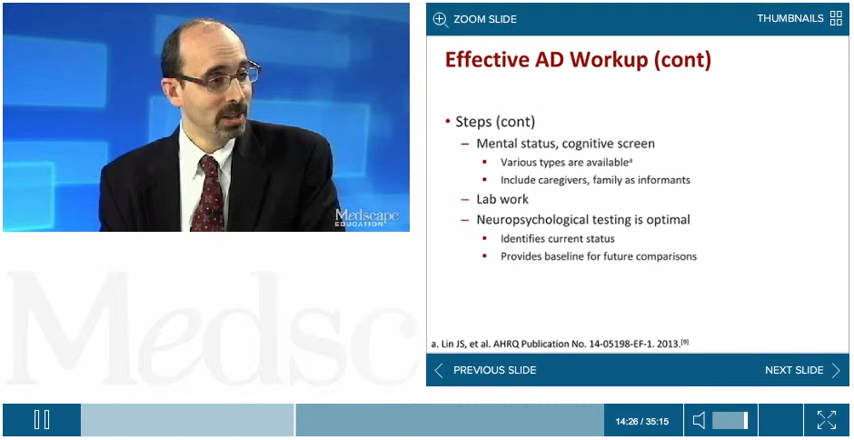 ZOOM SLIDE
THUMBNAILS
Effective AD Workup (cont)
• Steps (cont)
– Mental status, cognitive screen
▪ Various types are availableᵃ
▪ Include caregivers, family as informants
– Lab work
– Neuropsychological testing is optimal
▪ Identifies current status
▪ Provides baseline for future comparisons
a. Lin JS, et al. AHRQ Publication No. 14-05198-EF-1. 2013.[9]
Medscape
EDUCATION
Medsc
PREVIOUS SLIDE
NEXT SLIDE
14:26 / 35:15